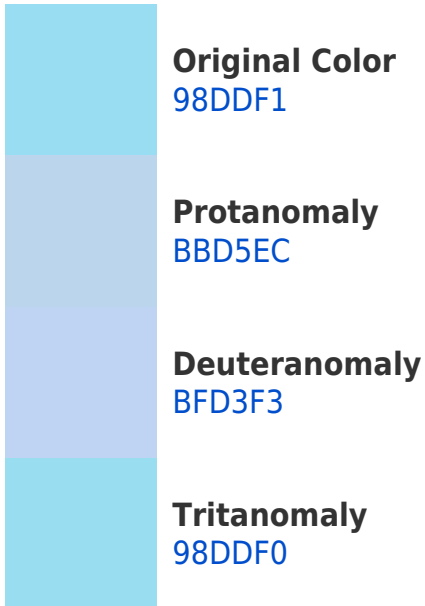 Original Color
98DDF1
Protanomaly
BBD5EC
Deuteranomaly
BFD3F3
Tritanomaly
98DDF0